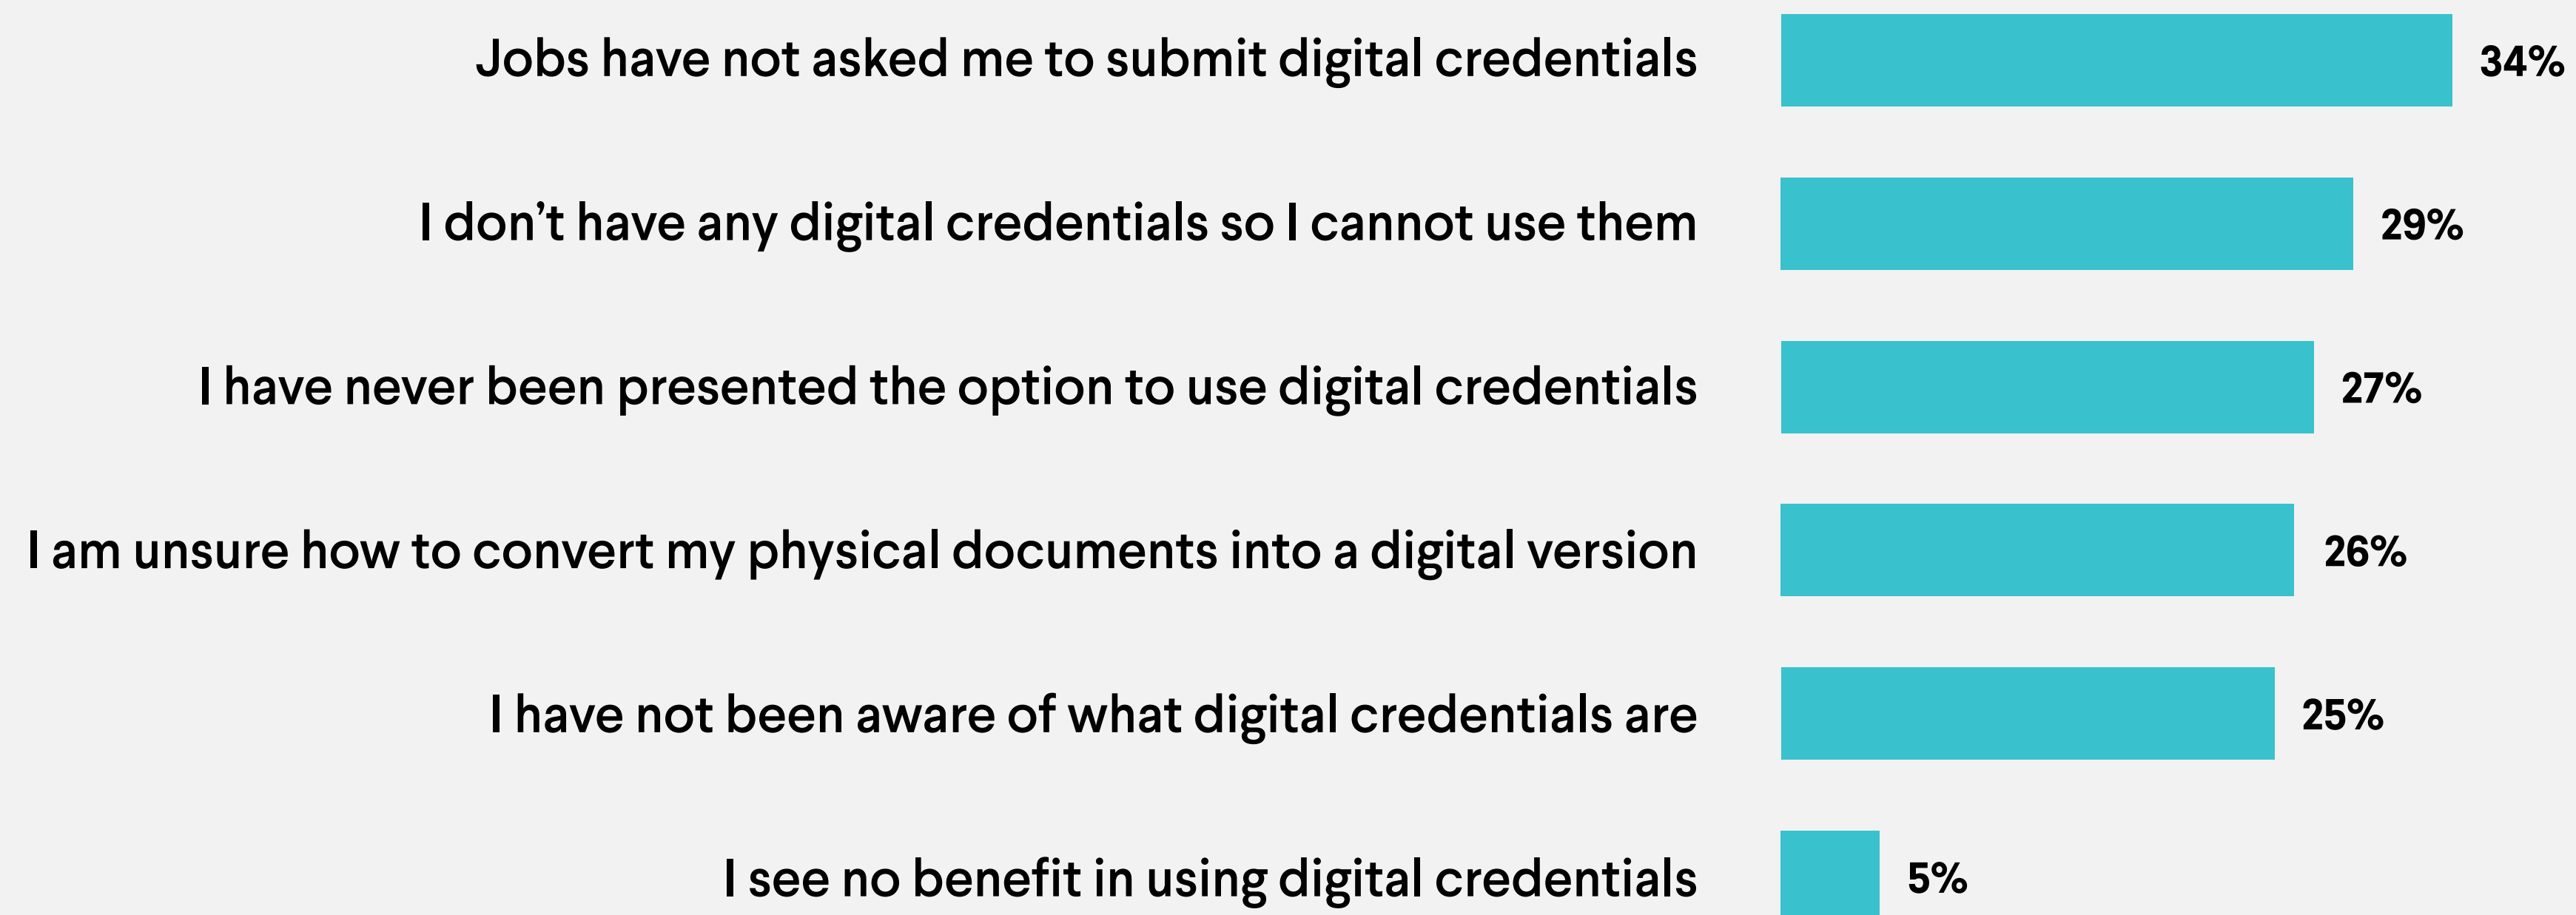 Jobs have not asked me to submit digital credentials 34%
I don’t have any digital credentials so I cannot use them 29%
I have never been presented the option to use digital credentials 27%
I am unsure how to convert my physical documents into a digital version 26%
I have not been aware of what digital credentials are 25%
I see no benefit in using digital credentials 5%